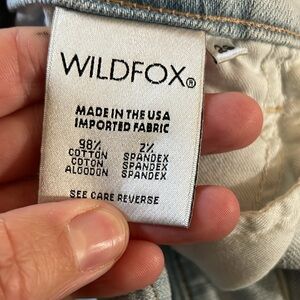 WILDFOX®
MADE IN THE USA
IMPORTED FABRIC
98% 2%
COTTON SPANDEX
COTON SPANDEX
ALGODON SPANDEX
SEE CARE REVERSE